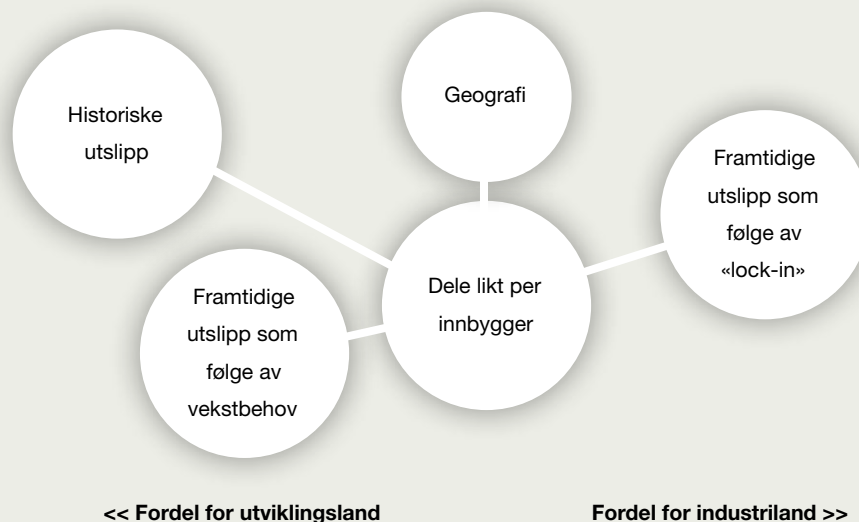 Historiske
utslipp
Geografi
Framtidige
utslipp som
følge av
«lock-in»
Dele likt per
innbygger
Framtidige
utslipp som
følge av
vekstbehov
<< Fordel for utviklingsland
Fordel for industriland >>